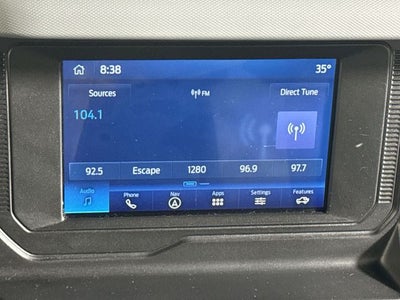 8:38 35°
Sources FM Direct Tune
104.1
92.5 Escape 1280 96.9 97.7
Audio Phone Nav Apps Settings Features